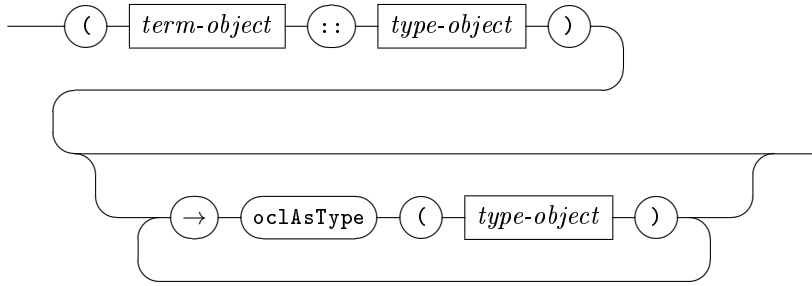 ( term-object :: type-object )
→ oclAsType ( type-object )